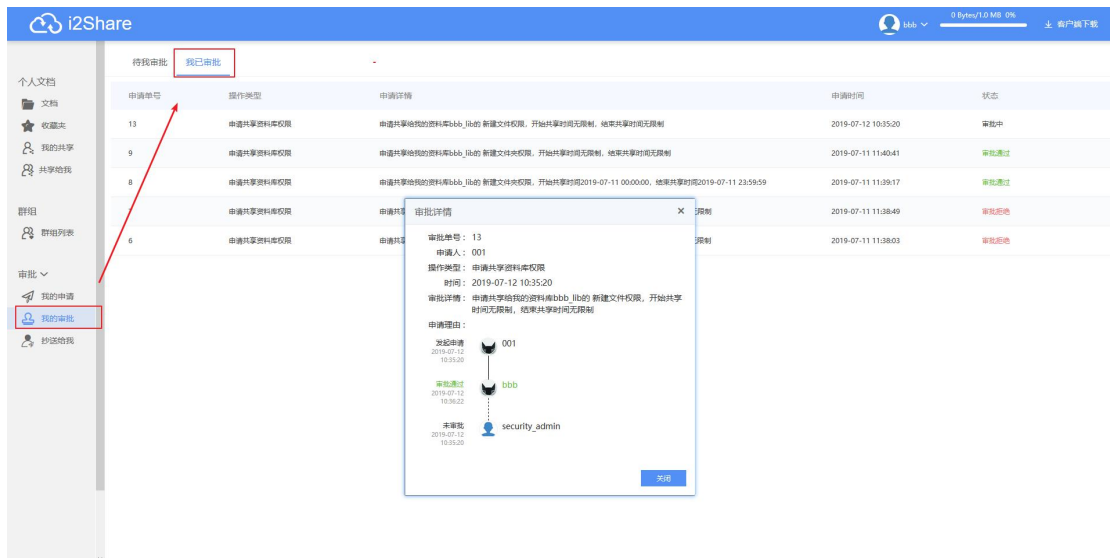 i2Share
bbb
0 Bytes/1.0 MB 0%
客户端下载
个人文档
文档
收藏夹
我的共享
共享给我
群组
群组列表
审批
我的申请
我的审批
抄送给我
待我审批 我已审批
申请单号 操作类型 申请详情 申请时间 状态
13 申请共享资料库权限 申请共享给我的资料库bbb_lib的 新建文件权限，开始共享时间无限制，结束共享时间无限制 2019-07-12 10:35:20 审批中
9 申请共享资料库权限 申请共享给我的资料库bbb_lib的 新建文件夹权限，开始共享时间无限制，结束共享时间无限制 2019-07-11 11:40:41 审批通过
8 申请共享资料库权限 申请共享给我的资料库bbb_lib的 新建文件夹权限，开始共享时间2019-07-11 00:00:00，结束共享时间2019-07-11 23:59:59 2019-07-11 11:39:17 审批通过
申请共享资料库权限 申请共 无限制 2019-07-11 11:38:49 审批拒绝
6 申请共享资料库权限 申请共 无限制 2019-07-11 11:38:03 审批拒绝
审批详情
审批单号： 13
申请人： 001
操作类型： 申请共享资料库权限
时间： 2019-07-12 10:35:20
审批详情： 申请共享给我的资料库bbb_lib的 新建文件权限，开始共享
时间无限制，结束共享时间无限制
申请理由：
发起申请 001
2019-07-12
10:35:20
审批通过 bbb
2019-07-12
10:36:22
未审批 security_admin
2019-07-12
10:35:20
关闭